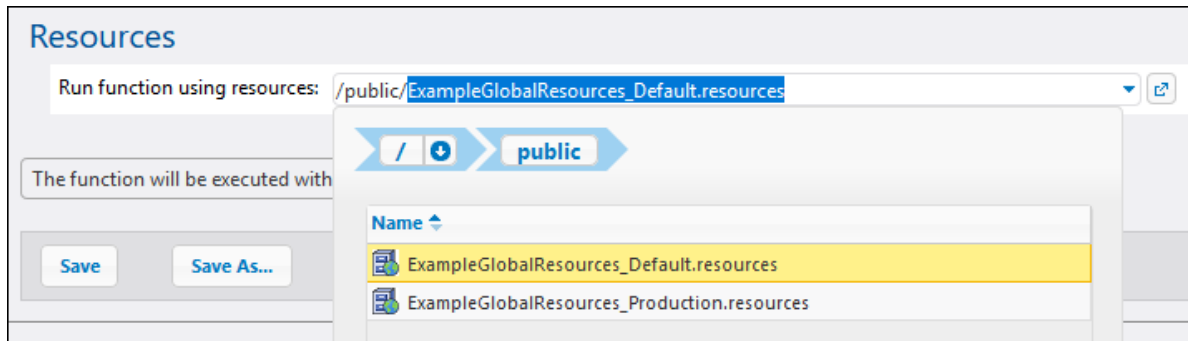 Resources
Run function using resources: /public/ExampleGlobalResources_Default.resources
/ public
The function will be executed with
Name
Save Save As...
ExampleGlobalResources_Default.resources
ExampleGlobalResources_Production.resources